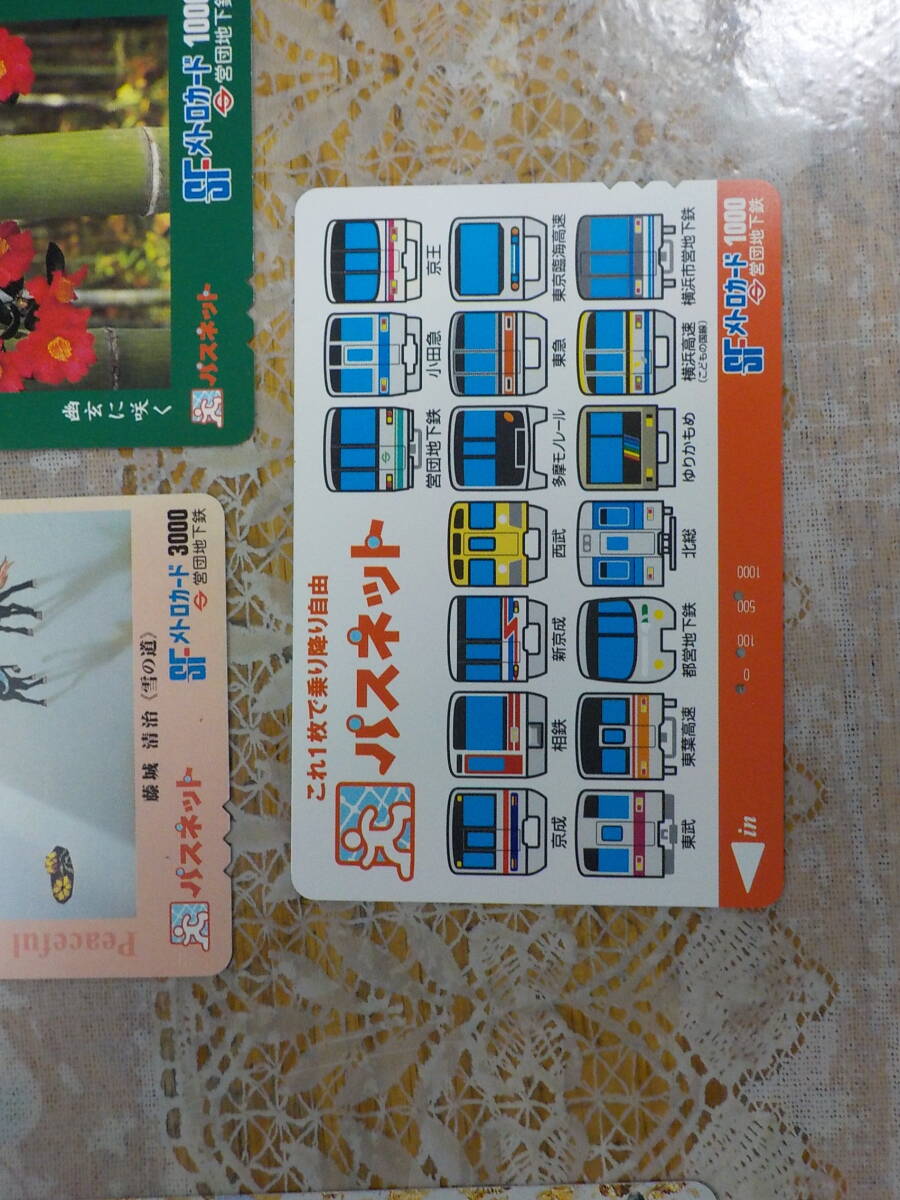 これ1枚で乗り降り自由
パスネット
営団地下鉄 小田急 京王
京成 相鉄 新京成 西武 多摩モノレール 東急 東京臨海高速
東武 東葉高速 都営地下鉄 北総 ゆりかもめ 横浜高速 横浜市営地下鉄
(こどもの国線)
0 100 500 1000
in
SFメトロカード 1000
営団地下鉄
幽玄に咲く
パスネット
SFメトロカード 1000
営団地下鉄
藤城 清治 〈雪の道〉
パスネット
SFメトロカード 3000
営団地下鉄
Peaceful